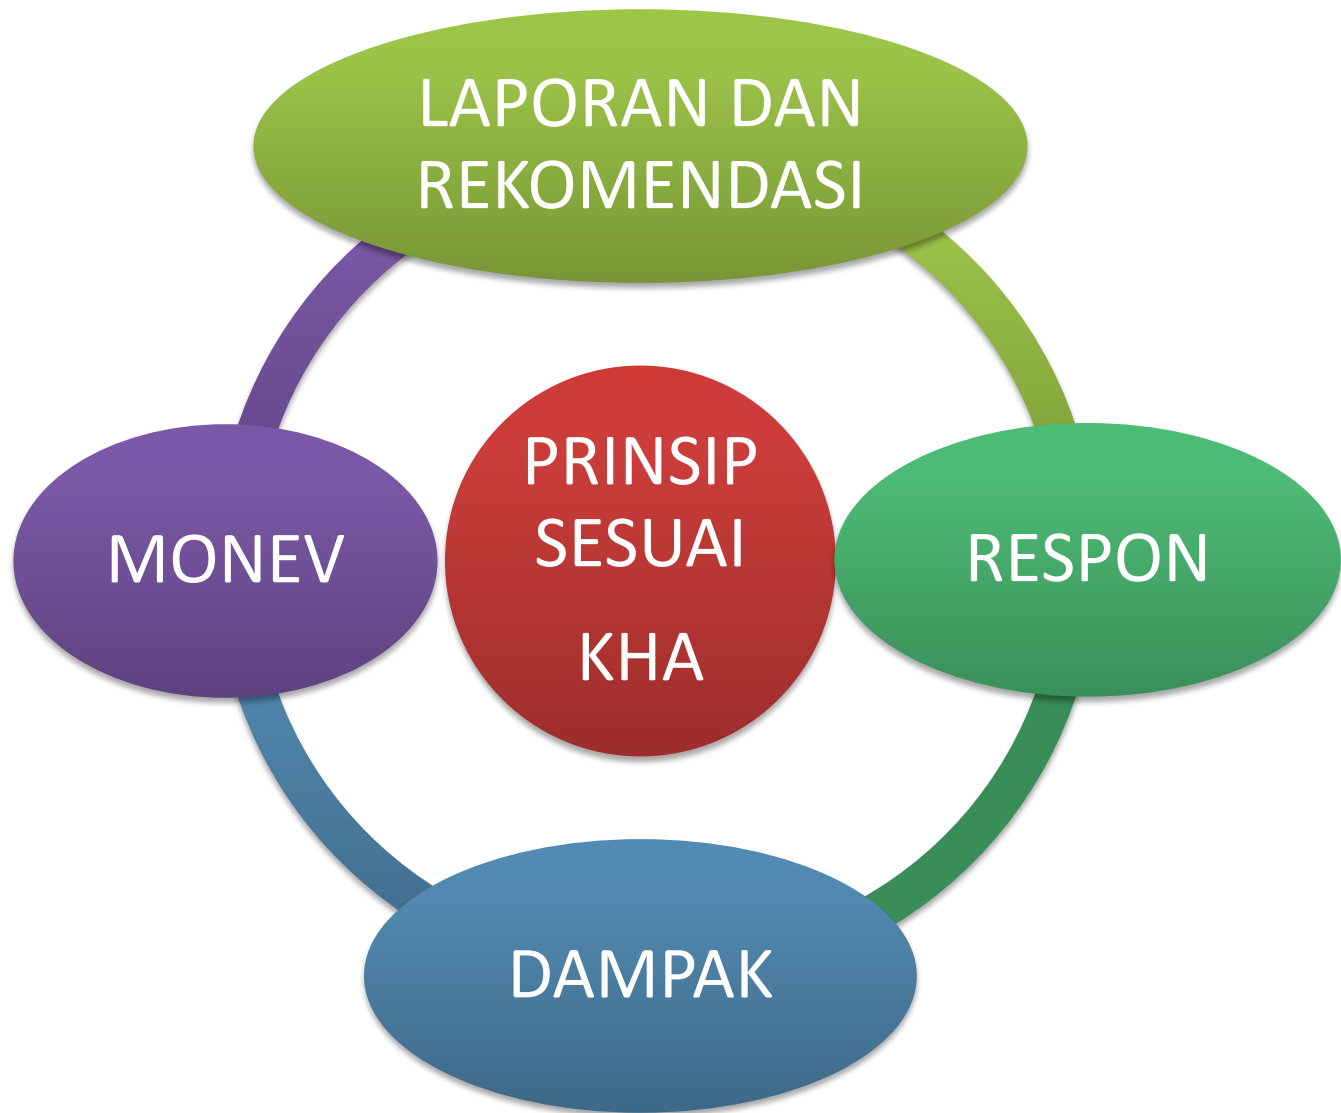 LAPORAN DAN
REKOMENDASI
PRINSIP
SESUAI
KHA
MONEV
RESPON
DAMPAK